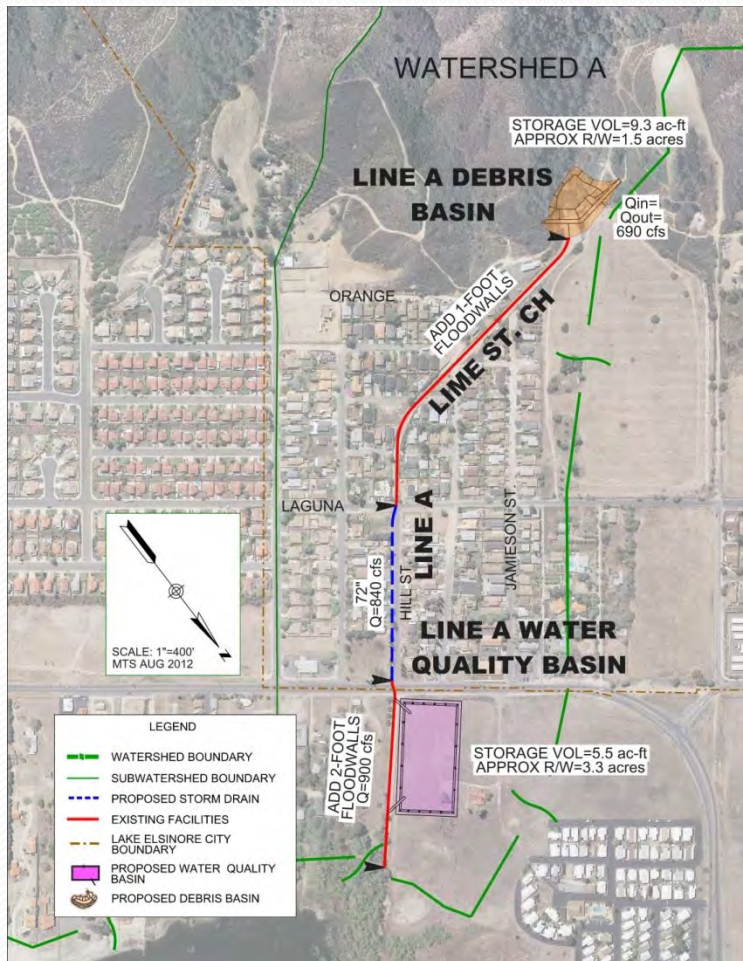 WATERSHED A
STORAGE VOL=9.3 ac-ft
APPROX R/W=1.5 acres
LINE A DEBRIS
BASIN
Qin=
Qout=
690 cfs
ORANGE
ADD 1-FOOT
FLOODWALLS
LIME ST. CH
LAGUNA
LINE A
HILL ST.
JAMIESON ST.
72"
Q=840 cfs
N
SCALE: 1"=400'
MTS AUG 2012
LINE A WATER
QUALITY BASIN
STORAGE VOL=5.5 ac-ft
APPROX R/W=3.3 acres
ADD 2-FOOT
FLOODWALLS
Q=900 cfs
LEGEND
WATERSHED BOUNDARY
SUBWATERSHED BOUNDARY
PROPOSED STORM DRAIN
EXISTING FACILITIES
LAKE ELSINORE CITY
BOUNDARY
PROPOSED WATER QUALITY
BASIN
PROPOSED DEBRIS BASIN